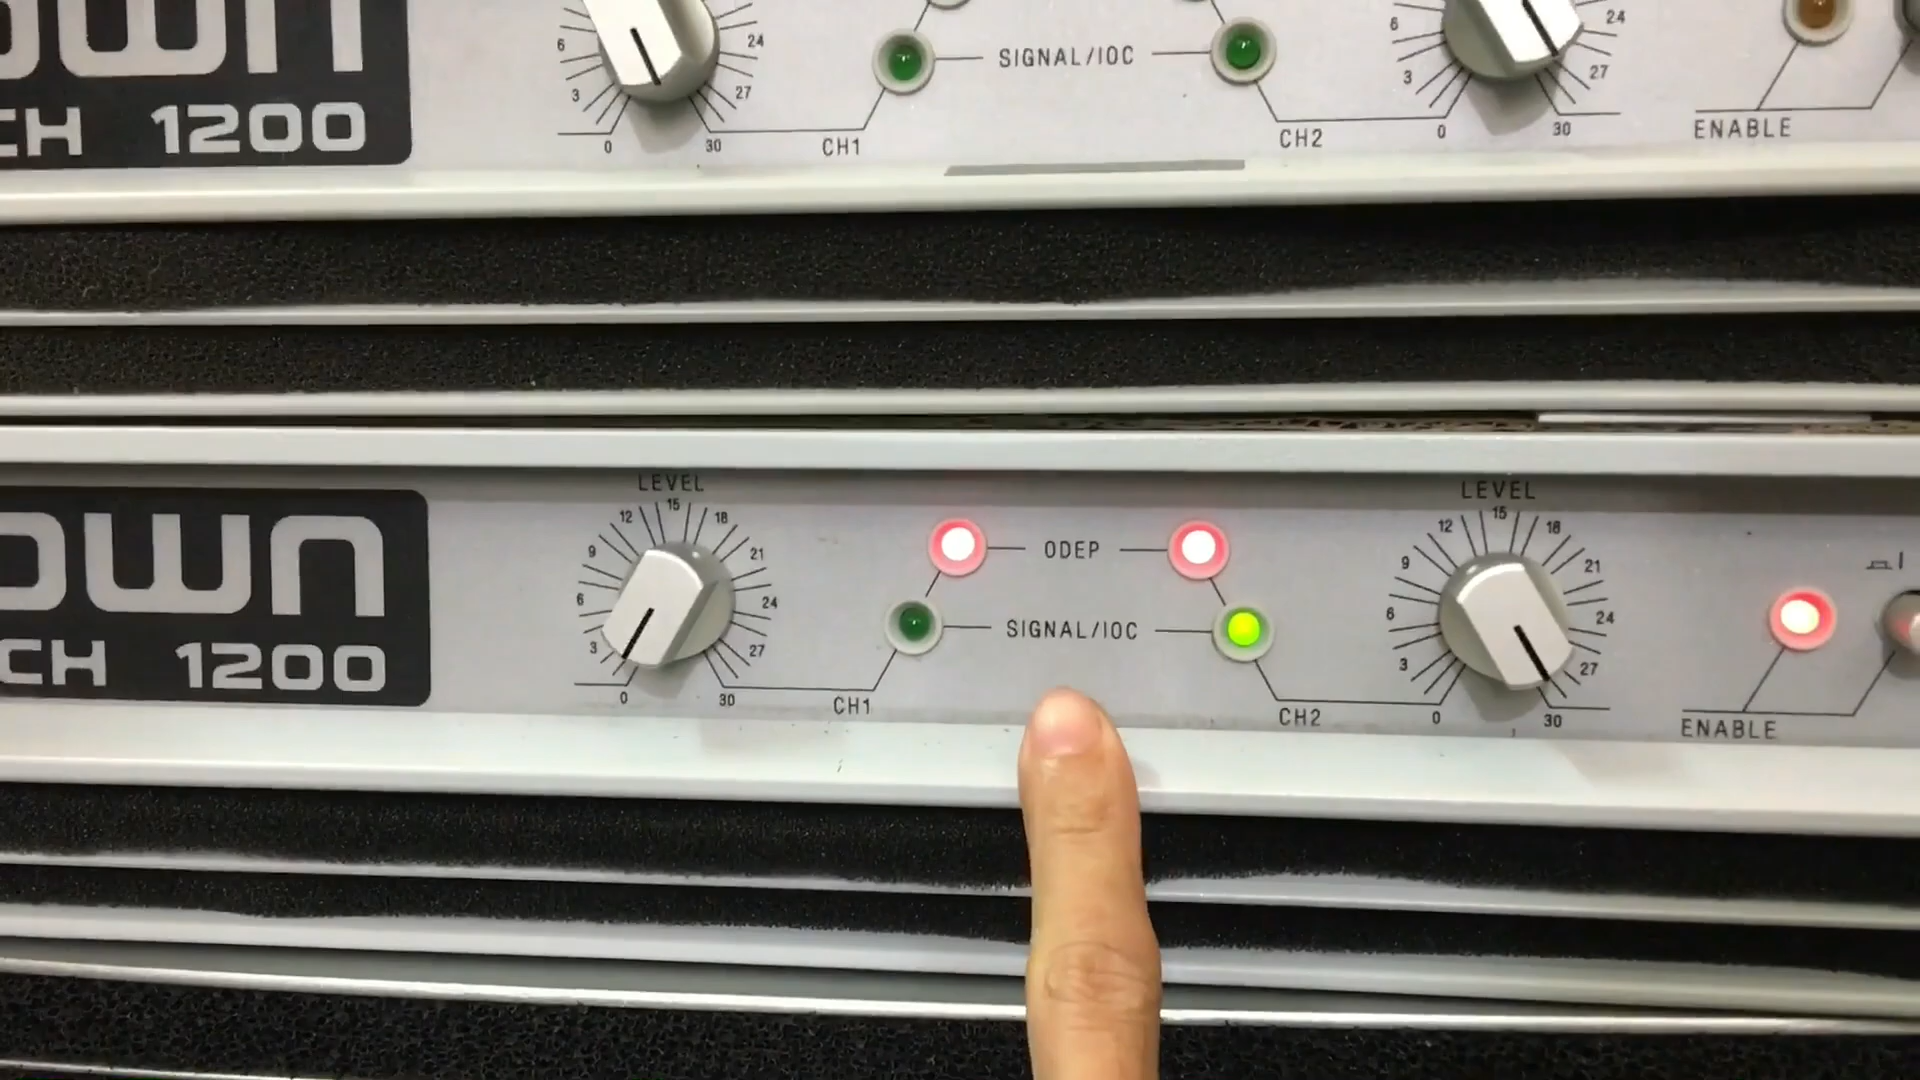 OWN
CH 1200
6 3 0 24 27 30
CH1
SIGNAL/IOC
CH2
6 3 0 24 27 30
ENABLE
OWN
CH 1200
LEVEL
0 3 6 9 12 15 18 21 24 27 30
CH1
ODEP
SIGNAL/IOC
CH2
LEVEL
0 3 6 9 12 15 18 21 24 27 30
ENABLE